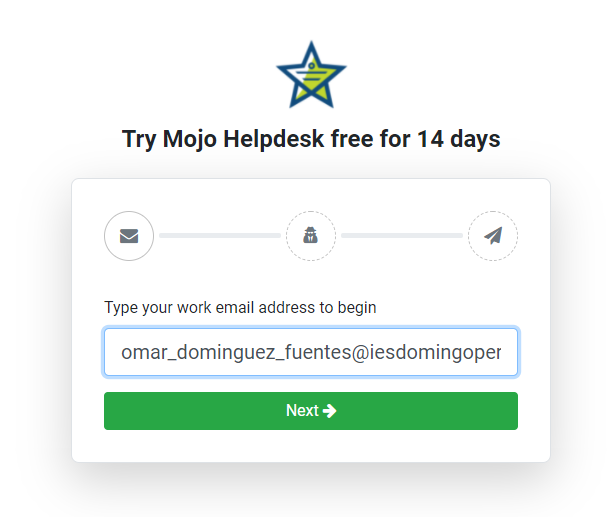 Try Mojo Helpdesk free for 14 days
Type your work email address to begin
omar_dominguez_fuentes@iesdomingoper
Next